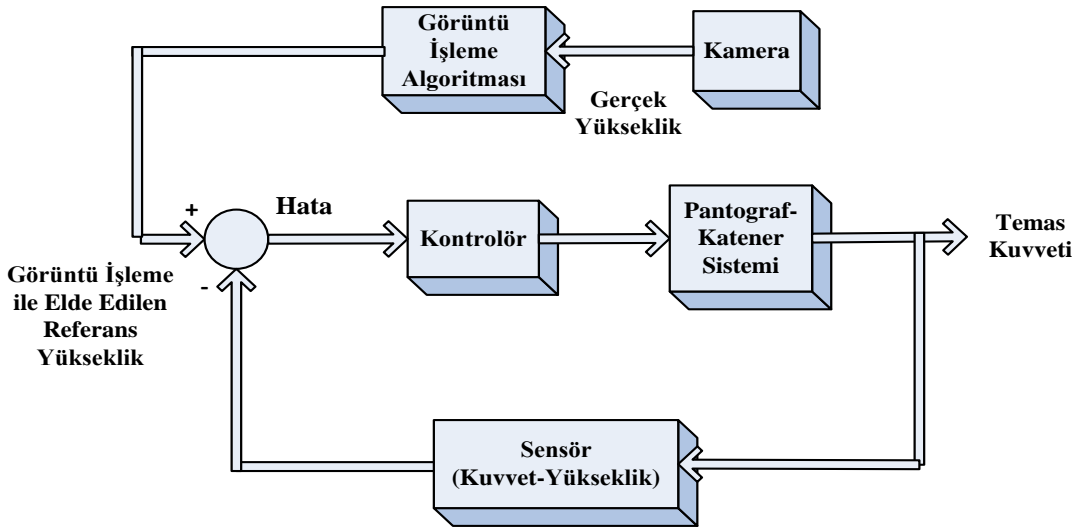 Görüntü
İşleme
Algoritması
Kamera
Gerçek
Yükseklik
+
Hata
Kontrolör
Pantograf-
Katener
Sistemi
Temas
Kuvveti
-
Görüntü İşleme
ile Elde Edilen
Referans
Yükseklik
Sensör
(Kuvvet-Yükseklik)